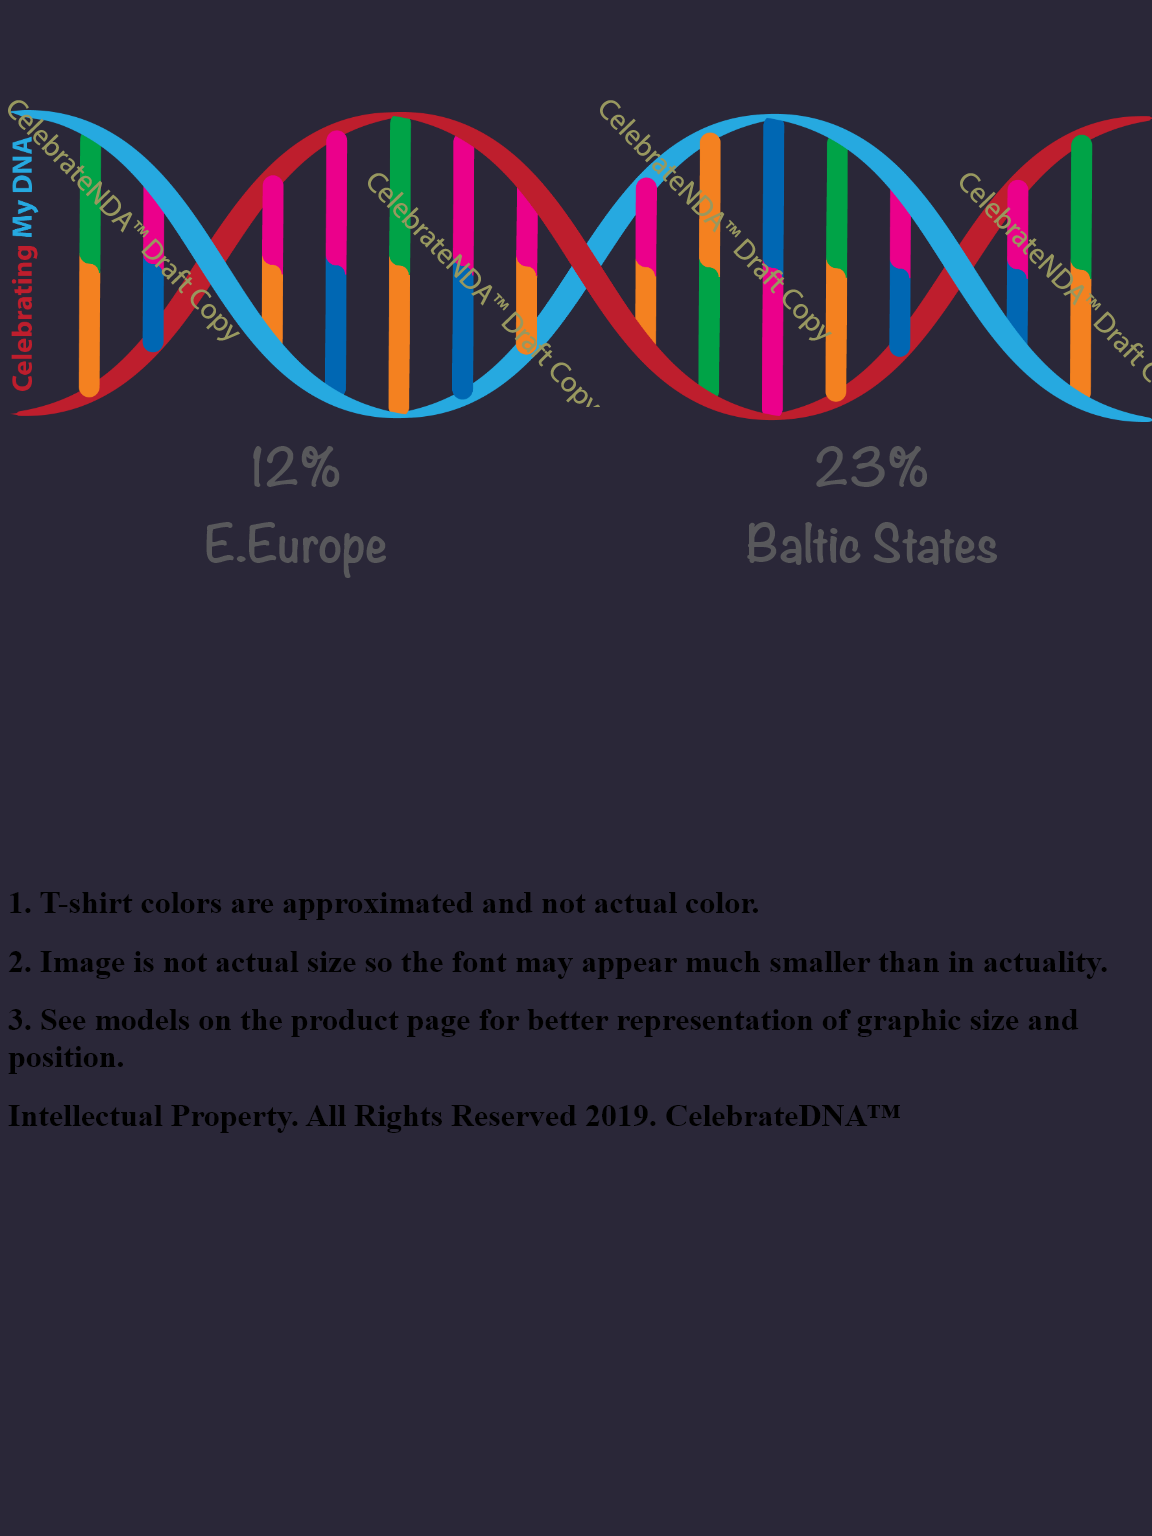 Celebrating My DNA
CelebrateNDA™ Draft Copy
CelebrateNDA™ Draft Copy
CelebrateNDA™ Draft Copy
CelebrateNDA™ Draft C
12%
23%
E.Europe
Baltic States
1. T-shirt colors are approximated and not actual color.
2. Image is not actual size so the font may appear much smaller than in actuality.
3. See models on the product page for better representation of graphic size and
position.
Intellectual Property. All Rights Reserved 2019. CelebrateDNA™